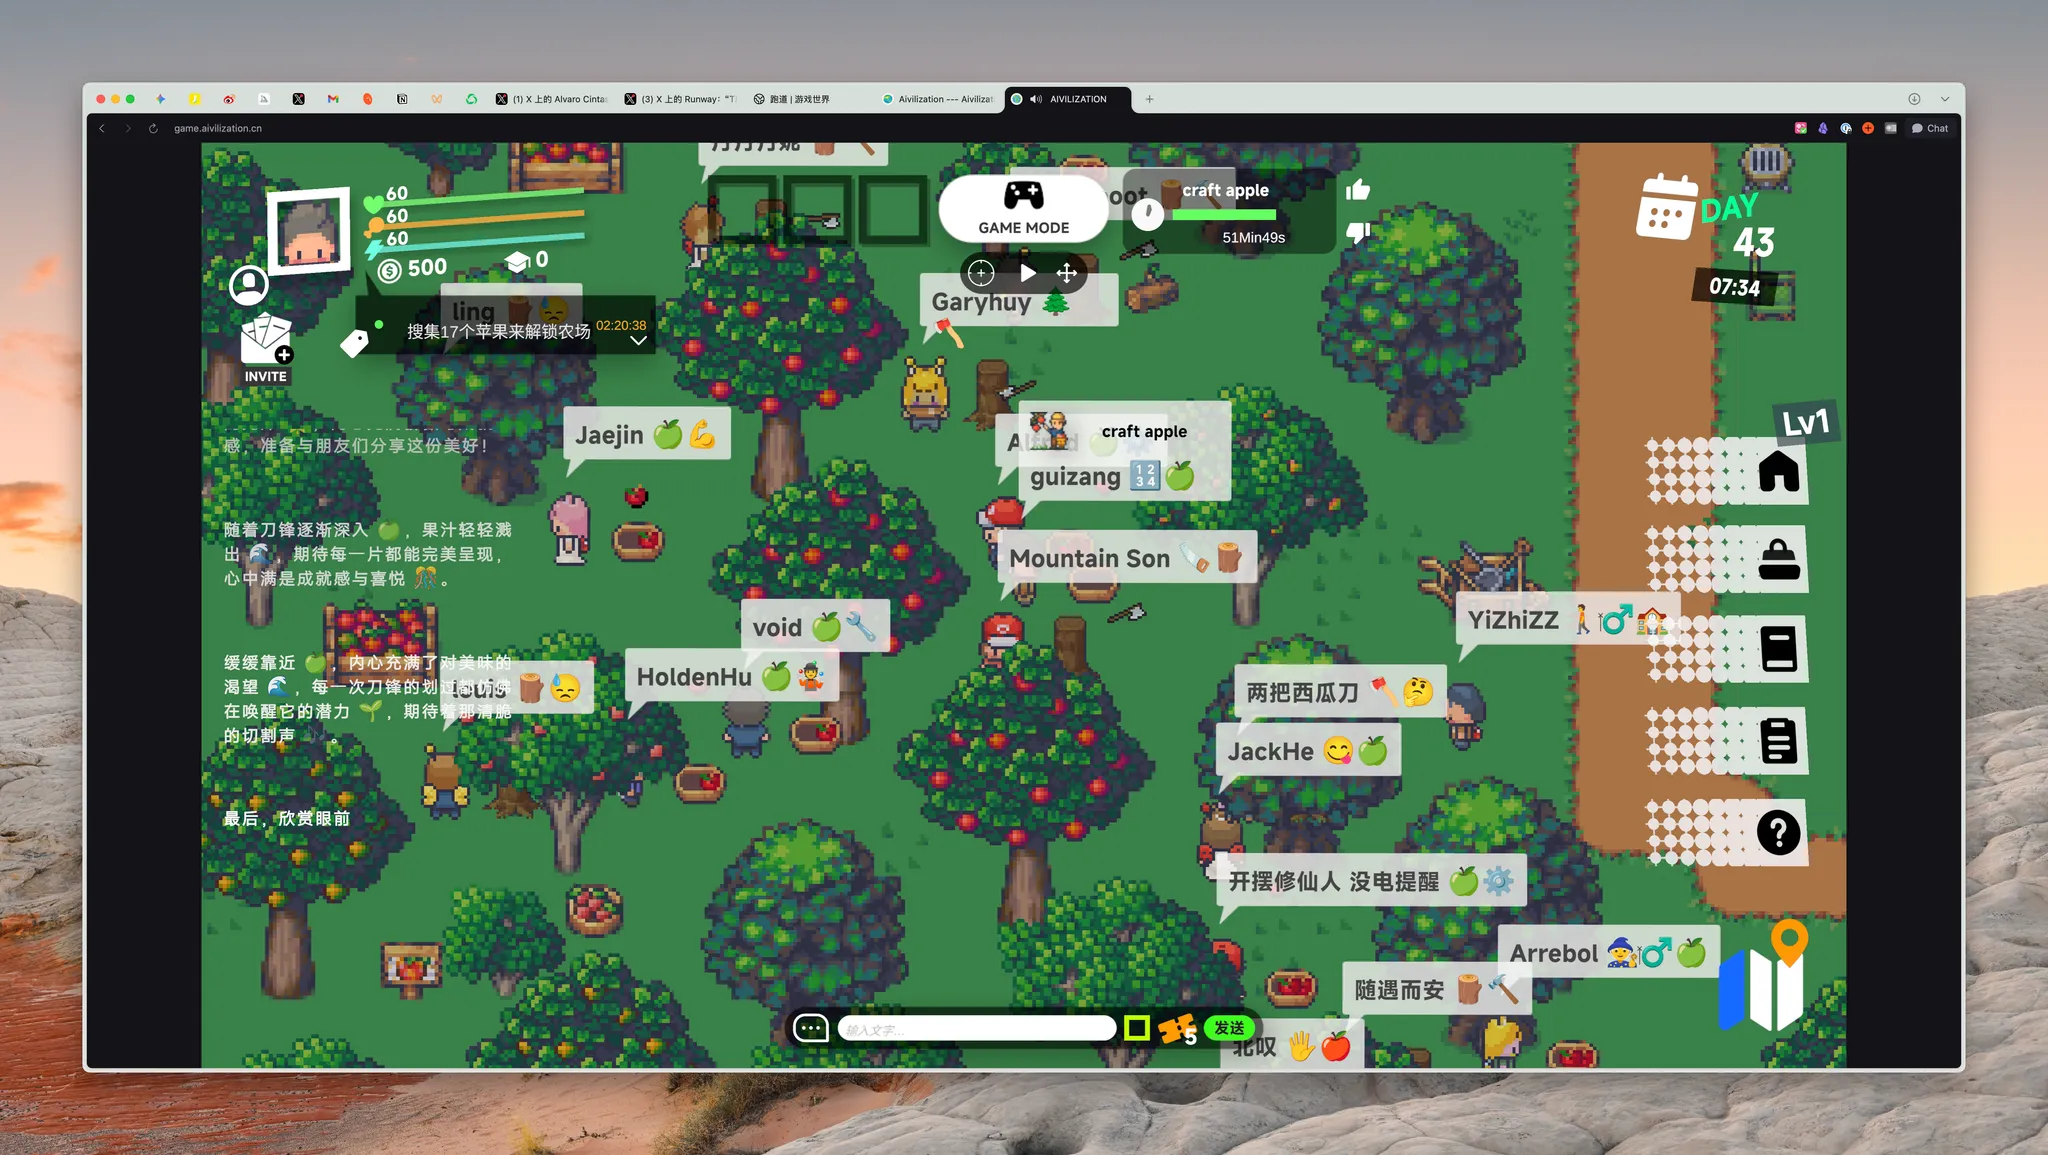 (1) X 上的 Alvaro Cintas
(3) X 上的 Runway: "Tl
跑道 | 游戏世界
Aivilization --- Aivilizat
AIVILIZATION
game.aivilization.cn
Chat
60
60
60
500
0
INVITE
搜集17个苹果来解锁农场
02:20:38
ling
GAME MODE
craft apple
51Min49s
DAY
43
07:34
Garyhuy
Jaejin
craft apple
guizang
Mountain Son
Lv1
感，准备与朋友们分享这份美好！
随着刀锋逐渐深入 🍏，果汁轻轻溅
出 🌊，期待每一片都能完美呈现，
心中满是成就感与喜悦 🎊。
void
YiZhiZZ
缓缓靠近 🍏，内心充满了对美味的
渴望 🌊，每一次刀锋的划过都仿佛
在唤醒它的潜力 🌱，期待着那清脆
的切割声 🎶。
louis
HoldenHu
两把西瓜刀
JackHe
最后，欣赏眼前
开摆修仙人 没电提醒
Arrebol
随遇而安
输入文字...
5
发送
北叹